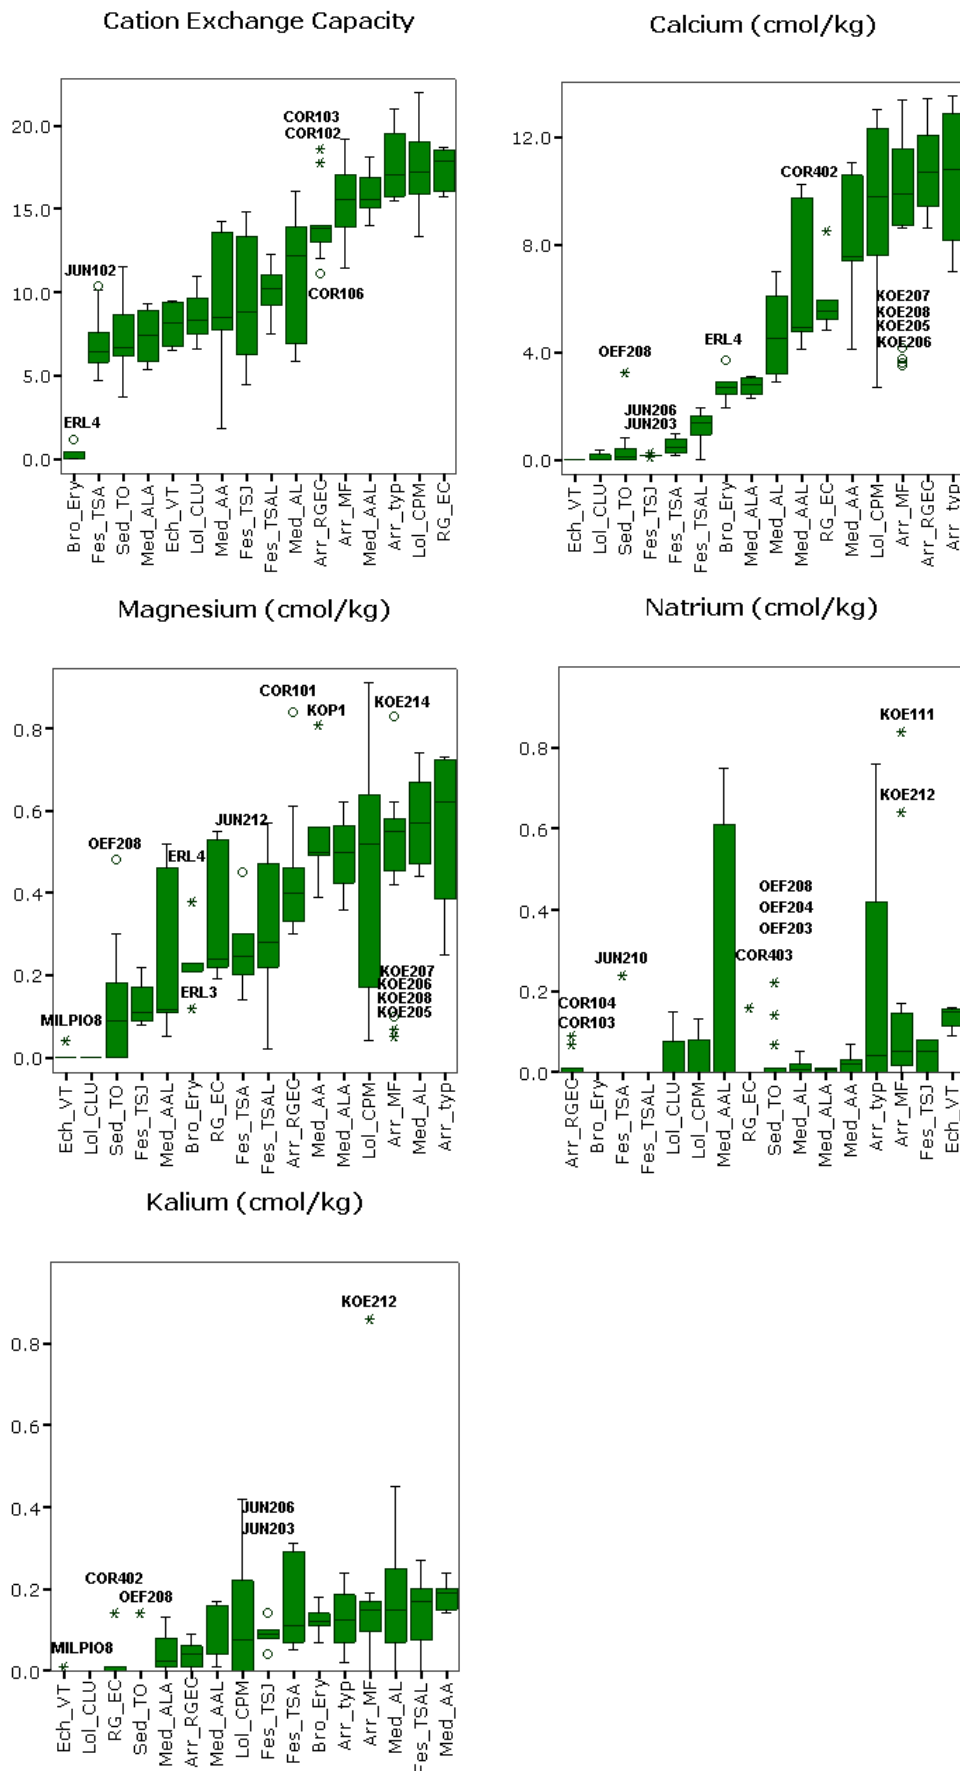 Cation Exchange Capacity
20.0
15.0
10.0
5.0
0.0
COR103
COR102
JUN102
COR106
ERL4
Bro_Ery
Fes_TSA
Sed_TO
Med_ALA
Ech_VT
Lol_CLU
Med_AA
Fes_TSJ
Fes_TSAL
Med_AL
Arr_RGEC
Arr_MF
Med_AAL
Arr_typ
Lol_CPM
RG_EC
Calcium (cmol/kg)
12.0
8.0
4.0
0.0
COR402
KOE207
KOE208
KOE205
KOE206
ERL4
OEF208
JUN206
JUN203
Ech_VT
Lol_CLU
Sed_TO
Fes_TSJ
Fes_TSA
Fes_TSAL
Bro_Ery
Med_ALA
Med_AL
Med_AAL
RG_EC
Med_AA
Lol_CPM
Arr_MF
Arr_RGEC
Arr_typ
Magnesium (cmol/kg)
0.8
0.6
0.4
0.2
0.0
COR101
KOP1
KOE214
JUN212
OEF208
ERL4
ERL3
MILPIO8
KOE207
KOE206
KOE208
KOE205
Ech_VT
Lol_CLU
Sed_TO
Fes_TSJ
Med_AAL
Bro_Ery
RG_EC
Fes_TSA
Fes_TSAL
Arr_RGEC
Med_AA
Med_ALA
Lol_CPM
Arr_MF
Med_AL
Arr_typ
Natrium (cmol/kg)
0.8
0.6
0.4
0.2
0.0
KOE111
KOE212
OEF208
OEF204
OEF203
COR403
JUN210
COR104
COR103
Arr_RGEC
Bro_Ery
Fes_TSA
Fes_TSAL
Lol_CLU
Lol_CPM
Med_AAL
RG_EC
Sed_TO
Med_AL
Med_ALA
Med_AA
Arr_typ
Arr_MF
Fes_TSJ
Ech_VT
Kalium (cmol/kg)
0.8
0.6
0.4
0.2
0.0
KOE212
JUN206
JUN203
COR402
OEF208
MILPIO8
Ech_VT
Lol_CLU
RG_EC
Sed_TO
Med_ALA
Arr_RGEC
Med_AAL
Lol_CPM
Fes_TSJ
Fes_TSA
Bro_Ery
Arr_typ
Arr_MF
Med_AL
Fes_TSAL
Med_AA